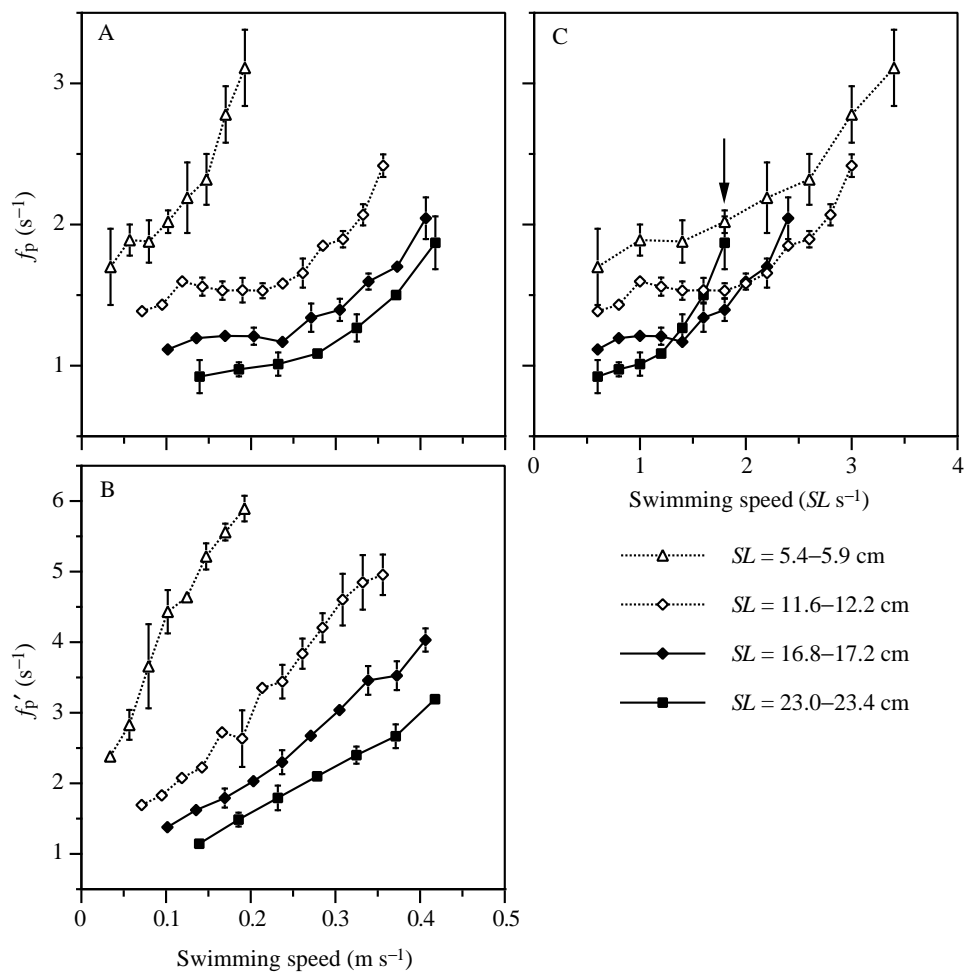 A
3
2
1
fp (s–1)
B
6
5
4
3
2
1
fp′ (s–1)
0
0.1
0.2
0.3
0.4
0.5
Swimming speed (m s–1)
C
0
1
2
3
4
Swimming speed (SL s–1)
SL = 5.4–5.9 cm
SL = 11.6–12.2 cm
SL = 16.8–17.2 cm
SL = 23.0–23.4 cm